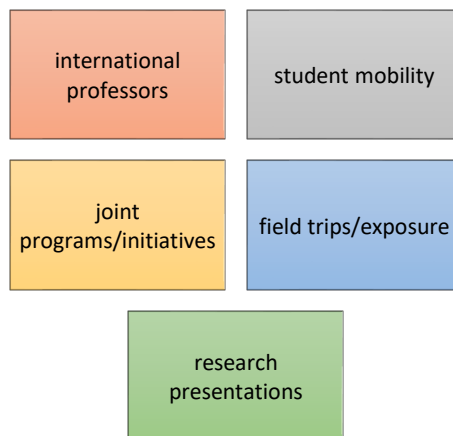 international
professors
student mobility
joint
programs/initiatives
field trips/exposure
research
presentations